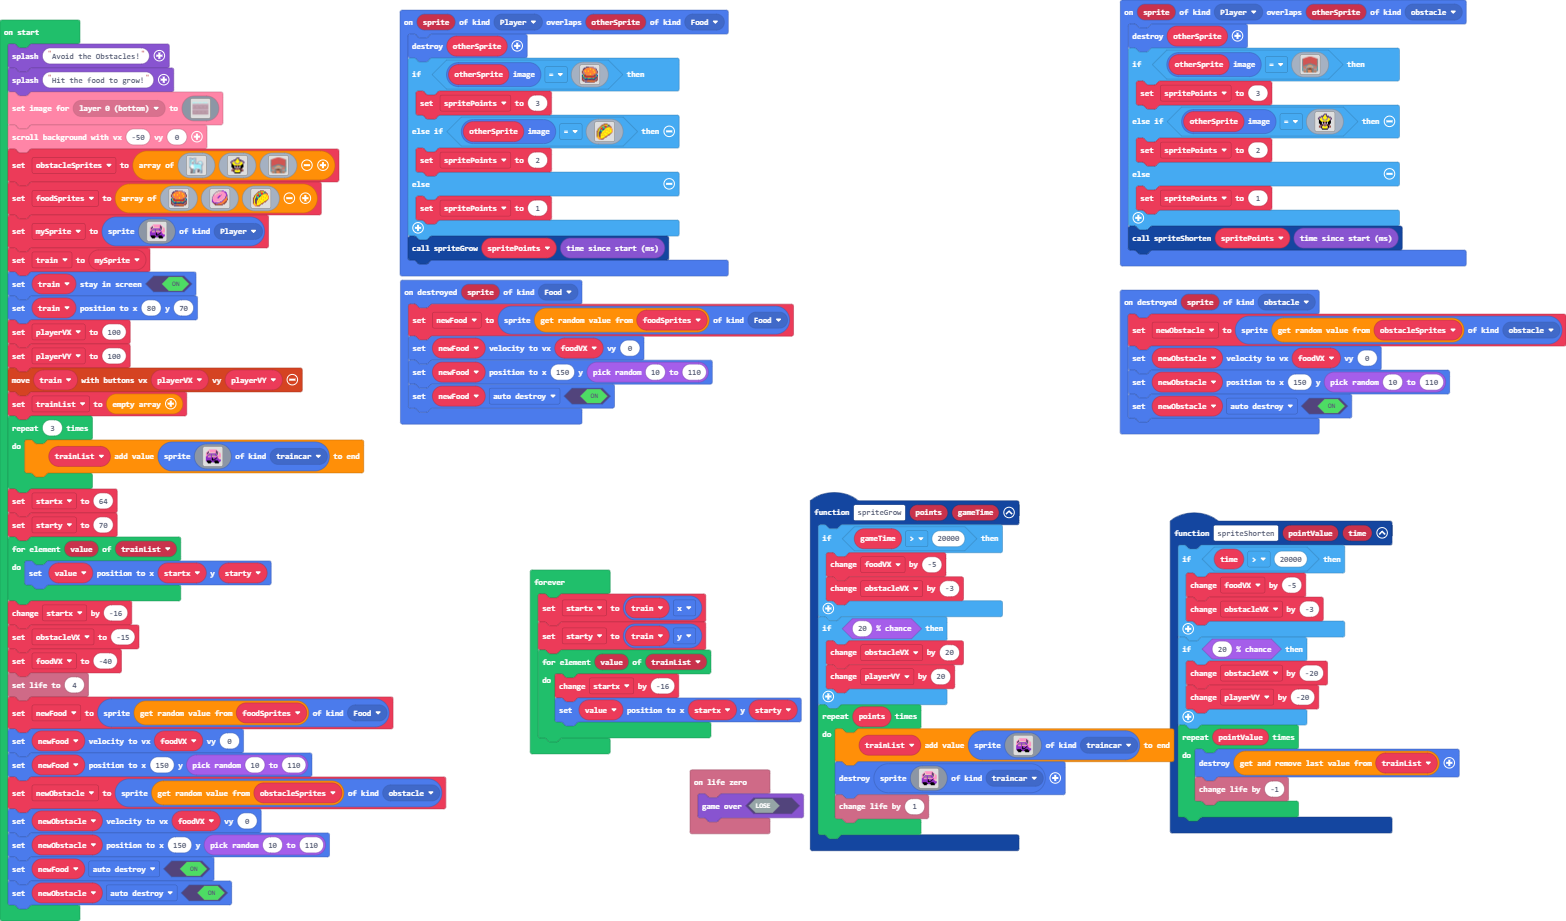 on start
splash "Avoid the Obstacles!"
splash "Hit the food to grow!"
set image for layer 0 (bottom) to
scroll background with vx -50 vy 0
set obstacleSprites to array of
set foodSprites to array of
set mySprite to sprite of kind Player
set train to mySprite
set train stay in screen ON
set train position to x 80 y 70
set playerVX to 100
set playerVY to 100
move train with buttons vx playerVX vy playerVY
set trainList to empty array
repeat 3 times
do
trainList add value sprite of kind traincar to end
set startx to 64
set starty to 70
for element value of trainList
do set value position to x startx y starty
change startx by -16
set obstacleVX to -15
set foodVX to -40
set life to 4
set newFood to sprite get random value from foodSprites of kind Food
set newFood velocity to vx foodVX vy 0
set newFood position to x 150 y pick random 10 to 110
set newObstacle to sprite get random value from obstacleSprites of kind obstacle
set newObstacle velocity to vx foodVX vy 0
set newObstacle position to x 150 y pick random 10 to 110
set newFood auto destroy ON
set newObstacle auto destroy ON
on sprite of kind Player overlaps otherSprite of kind Food
destroy otherSprite
if otherSprite image = then
set spritePoints to 3
else if otherSprite image = then
set spritePoints to 2
else
set spritePoints to 1
call spriteGrow spritePoints time since start (ms)
on destroyed sprite of kind Food
set newFood to sprite get random value from foodSprites of kind Food
set newFood velocity to vx foodVX vy 0
set newFood position to x 150 y pick random 10 to 110
set newFood auto destroy ON
on sprite of kind Player overlaps otherSprite of kind obstacle
destroy otherSprite
if otherSprite image = then
set spritePoints to 3
else if otherSprite image = then
set spritePoints to 2
else
set spritePoints to 1
call spriteShorten spritePoints time since start (ms)
on destroyed sprite of kind obstacle
set newObstacle to sprite get random value from obstacleSprites of kind obstacle
set newObstacle velocity to vx foodVX vy 0
set newObstacle position to x 150 y pick random 10 to 110
set newObstacle auto destroy ON
forever
set startx to train x
set starty to train y
for element value of trainList
do change startx by -16
set value position to x startx y starty
on life zero
game over LOSE
function spriteGrow points gameTime
if gameTime > 20000 then
change foodVX by -5
change obstacleVX by -3
if 20 % chance then
change obstacleVX by 20
change playerVY by 20
repeat points times
do
trainList add value sprite of kind traincar to end
destroy sprite of kind traincar
change life by 1
function spriteShorten pointValue time
if time > 20000 then
change foodVX by -5
change obstacleVX by -3
if 20 % chance then
change obstacleVX by -20
change playerVY by -20
repeat pointValue times
do
destroy get and remove last value from trainList
change life by -1